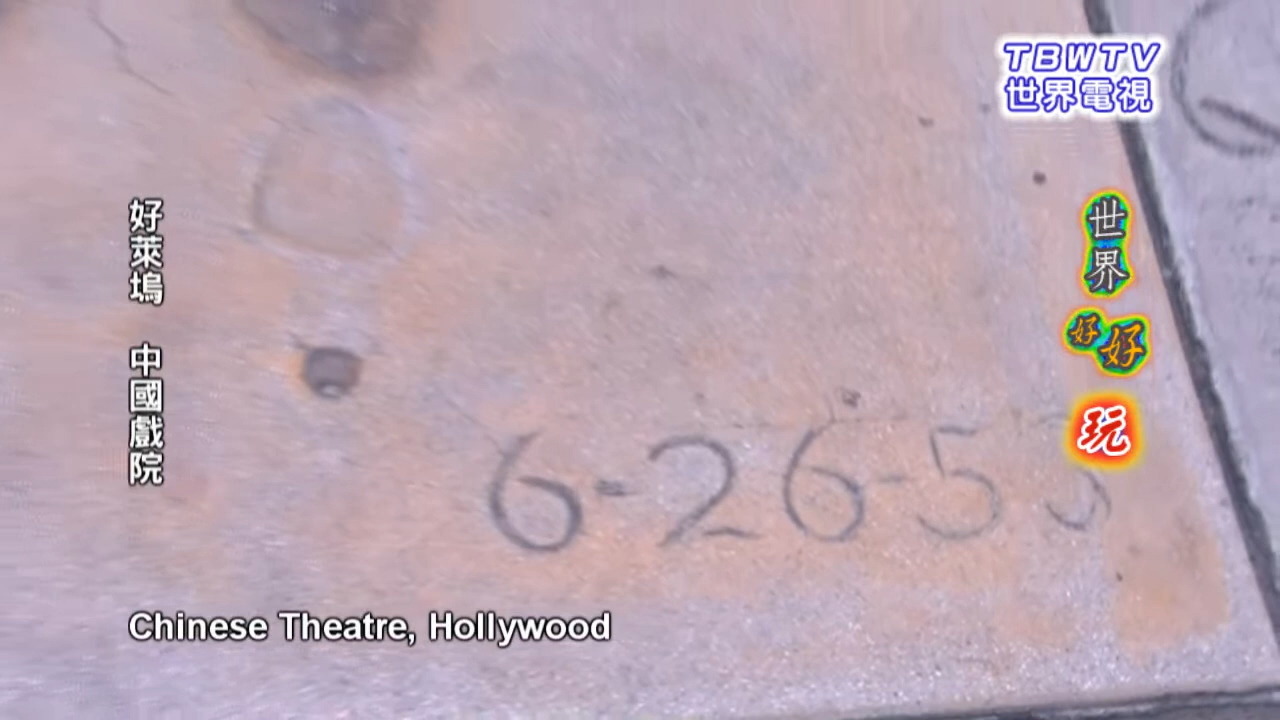 TBWTV
世界電視
世界
好好
玩
好萊塢 中國戲院
6-26-53
Chinese Theatre, Hollywood